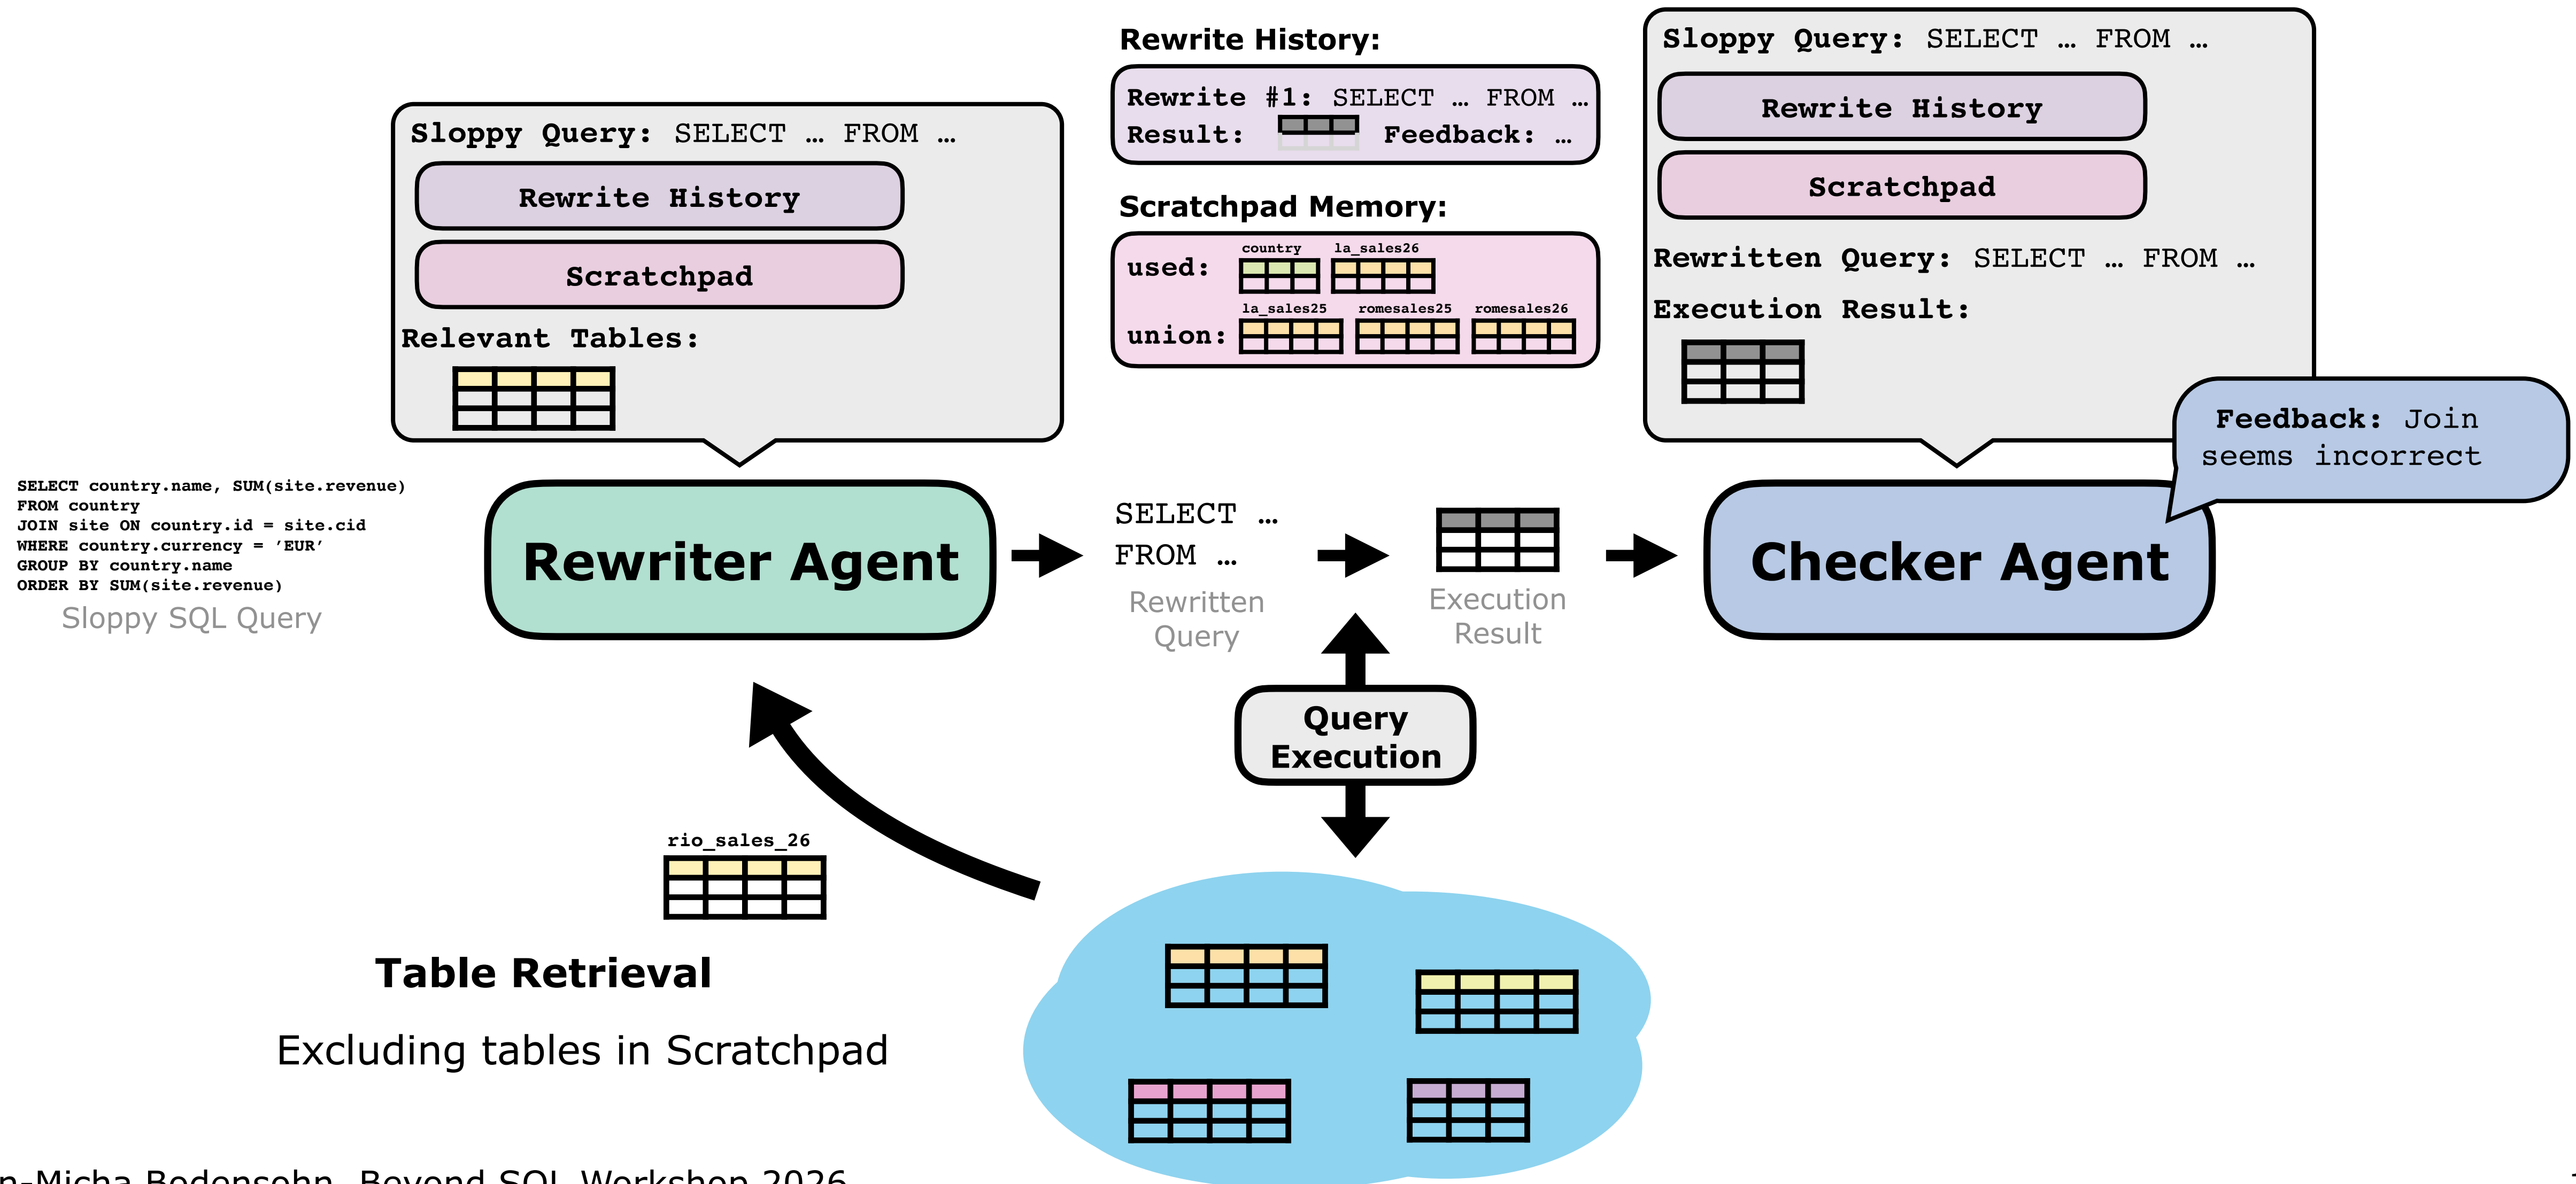 Sloppy Query: SELECT … FROM …
Rewrite History
Scratchpad
Relevant Tables:
Rewrite History:
Rewrite #1: SELECT … FROM …
Result: Feedback: …
Scratchpad Memory:
country la_sales26
used:
la_sales25 romesales25 romesales26
union:
Sloppy Query: SELECT … FROM …
Rewrite History
Scratchpad
Rewritten Query: SELECT … FROM …
Execution Result:
Feedback: Join
seems incorrect
SELECT country.name, SUM(site.revenue)
FROM country
JOIN site ON country.id = site.cid
WHERE country.currency = ’EUR’
GROUP BY country.name
ORDER BY SUM(site.revenue)
Sloppy SQL Query
Rewriter Agent
SELECT …
FROM …
Rewritten
Query
Execution
Result
Checker Agent
Query
Execution
rio_sales_26
Table Retrieval
Excluding tables in Scratchpad
n-Micha Bodensohn, Beyond SQL Workshop 2026